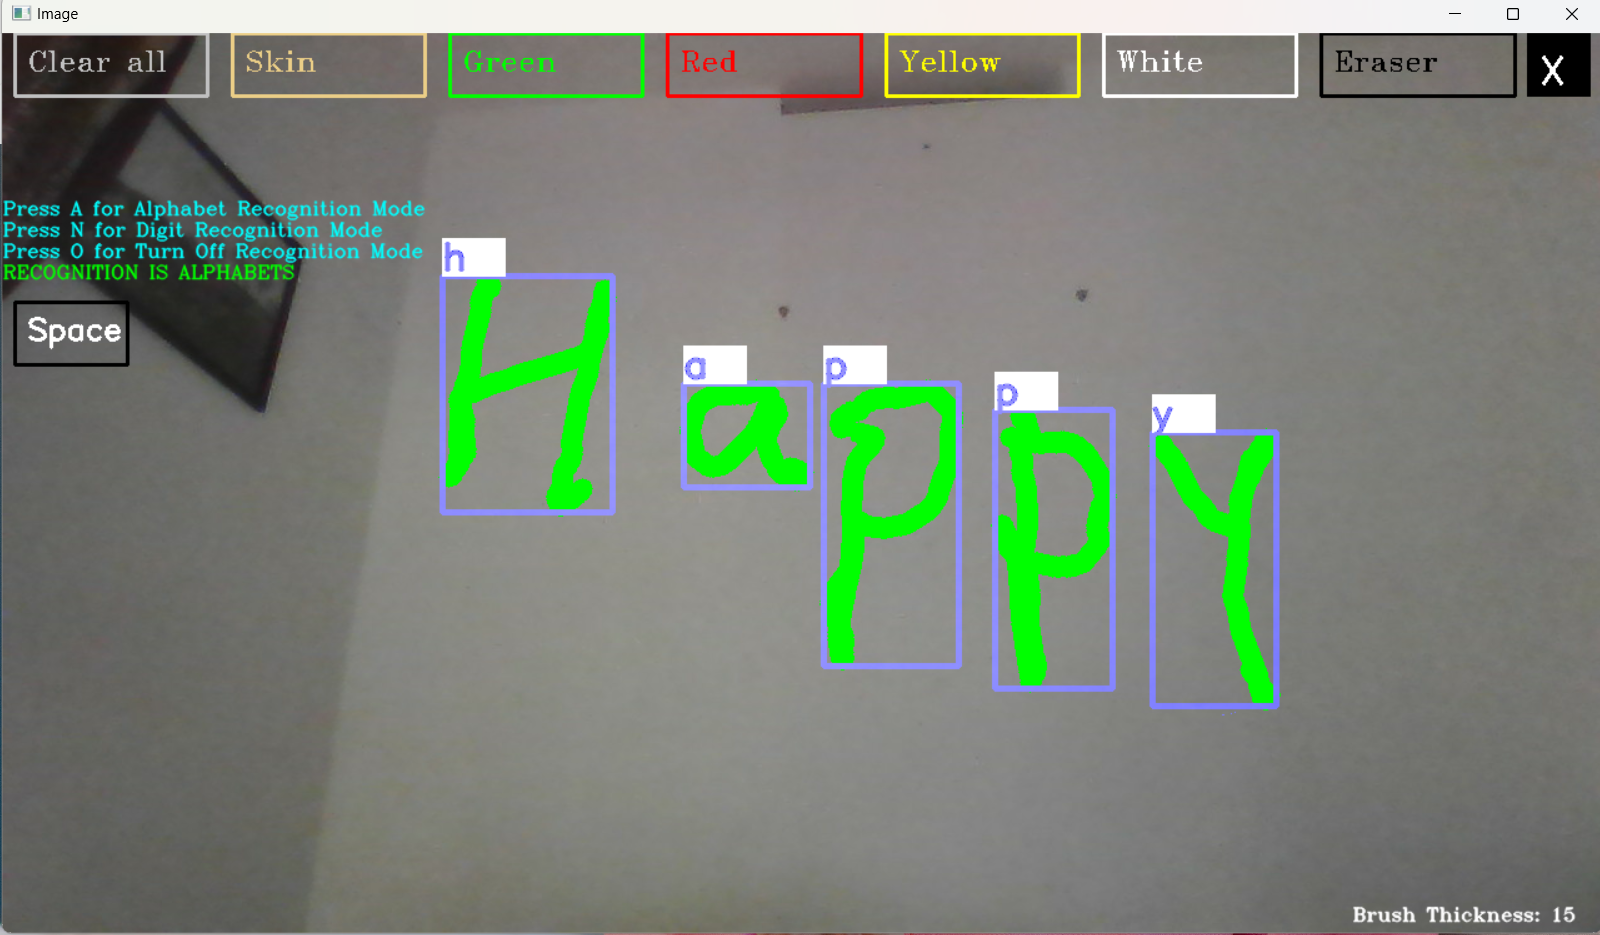 Image
Clear all Skin Green Red Yellow White Eraser X
Press A for Alphabet Recognition Mode
Press N for Digit Recognition Mode
Press O for Turn Off Recognition Mode
RECOGNITION IS ALPHABETS
Space
h a p p y
HappY
Brush Thickness: 15